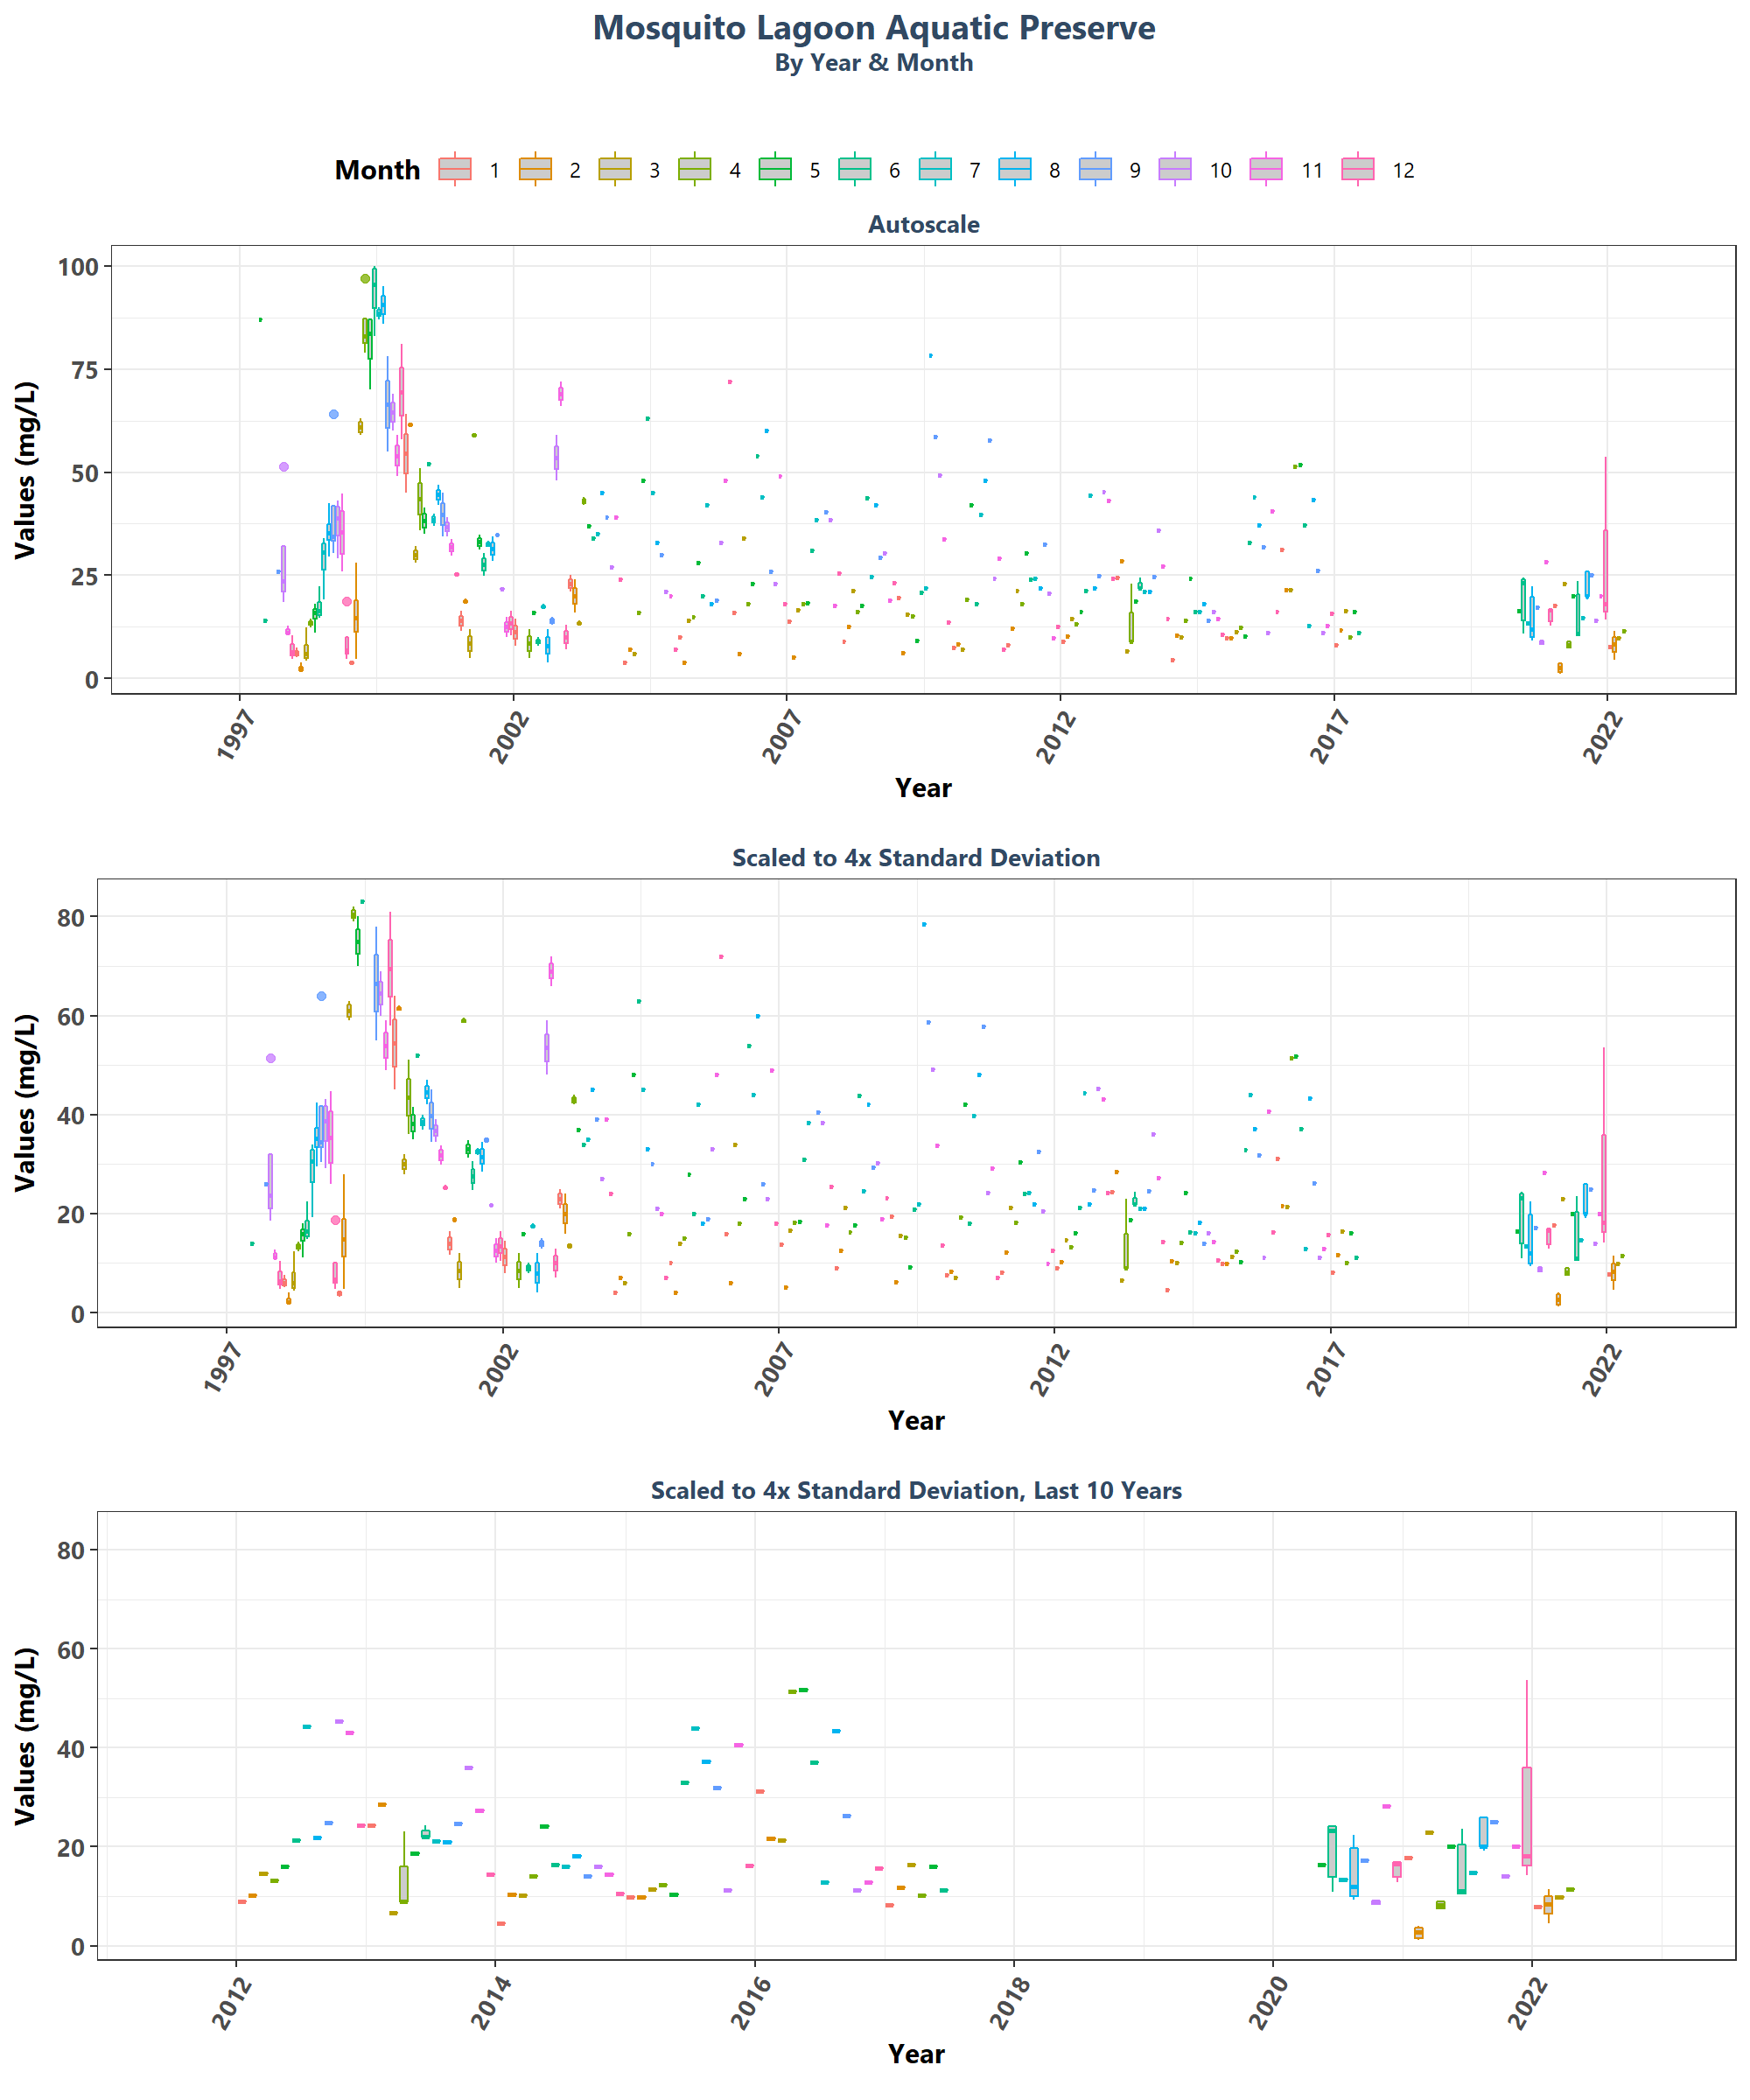 Mosquito Lagoon Aquatic Preserve
By Year & Month
Month 1 2 3 4 5 6 7 8 9 10 11 12
Autoscale
100
75
50
25
0
Values (mg/L)
1997 2002 2007 2012 2017 2022
Year
Scaled to 4x Standard Deviation
80
60
40
20
0
Values (mg/L)
1997 2002 2007 2012 2017 2022
Year
Scaled to 4x Standard Deviation, Last 10 Years
80
60
40
20
0
Values (mg/L)
2012 2014 2016 2018 2020 2022
Year